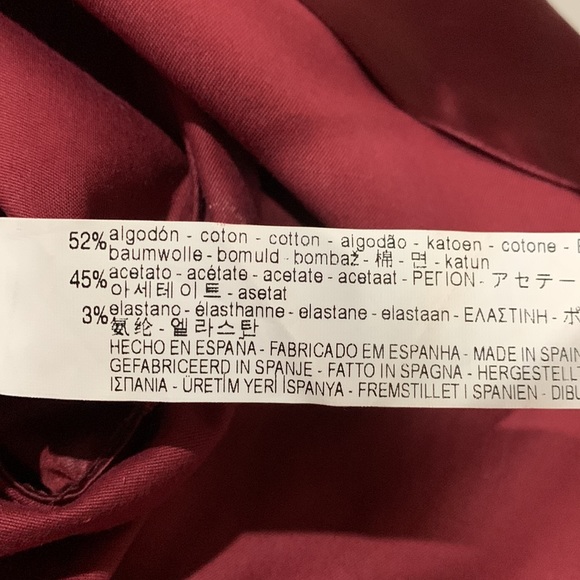 52% algodón - coton - cotton - algodão - katoen - cotone -
baumwolle - bomuld - bombaž - 棉 - 면 - katun
45% acetato - acétate - acetate - acetaat - ΡΕΓΙΟΝ - アセテー
아세테이트 - asetat
3% elastano - élasthanne - elastane - elastaan - ΕΛΑΣΤΙΝΗ - ポ
氨纶 - 엘라스탄
HECHO EN ESPAÑA - FABRICADO EM ESPANHA - MADE IN SPAIN
GEFABRICEERD IN SPANJE - FATTO IN SPAGNA - HERGESTELLT
ΙΣΠΑΝΙΑ - ÜRETİM YERİ İSPANYA - FREMSTILLET I SPANIEN - DIBU